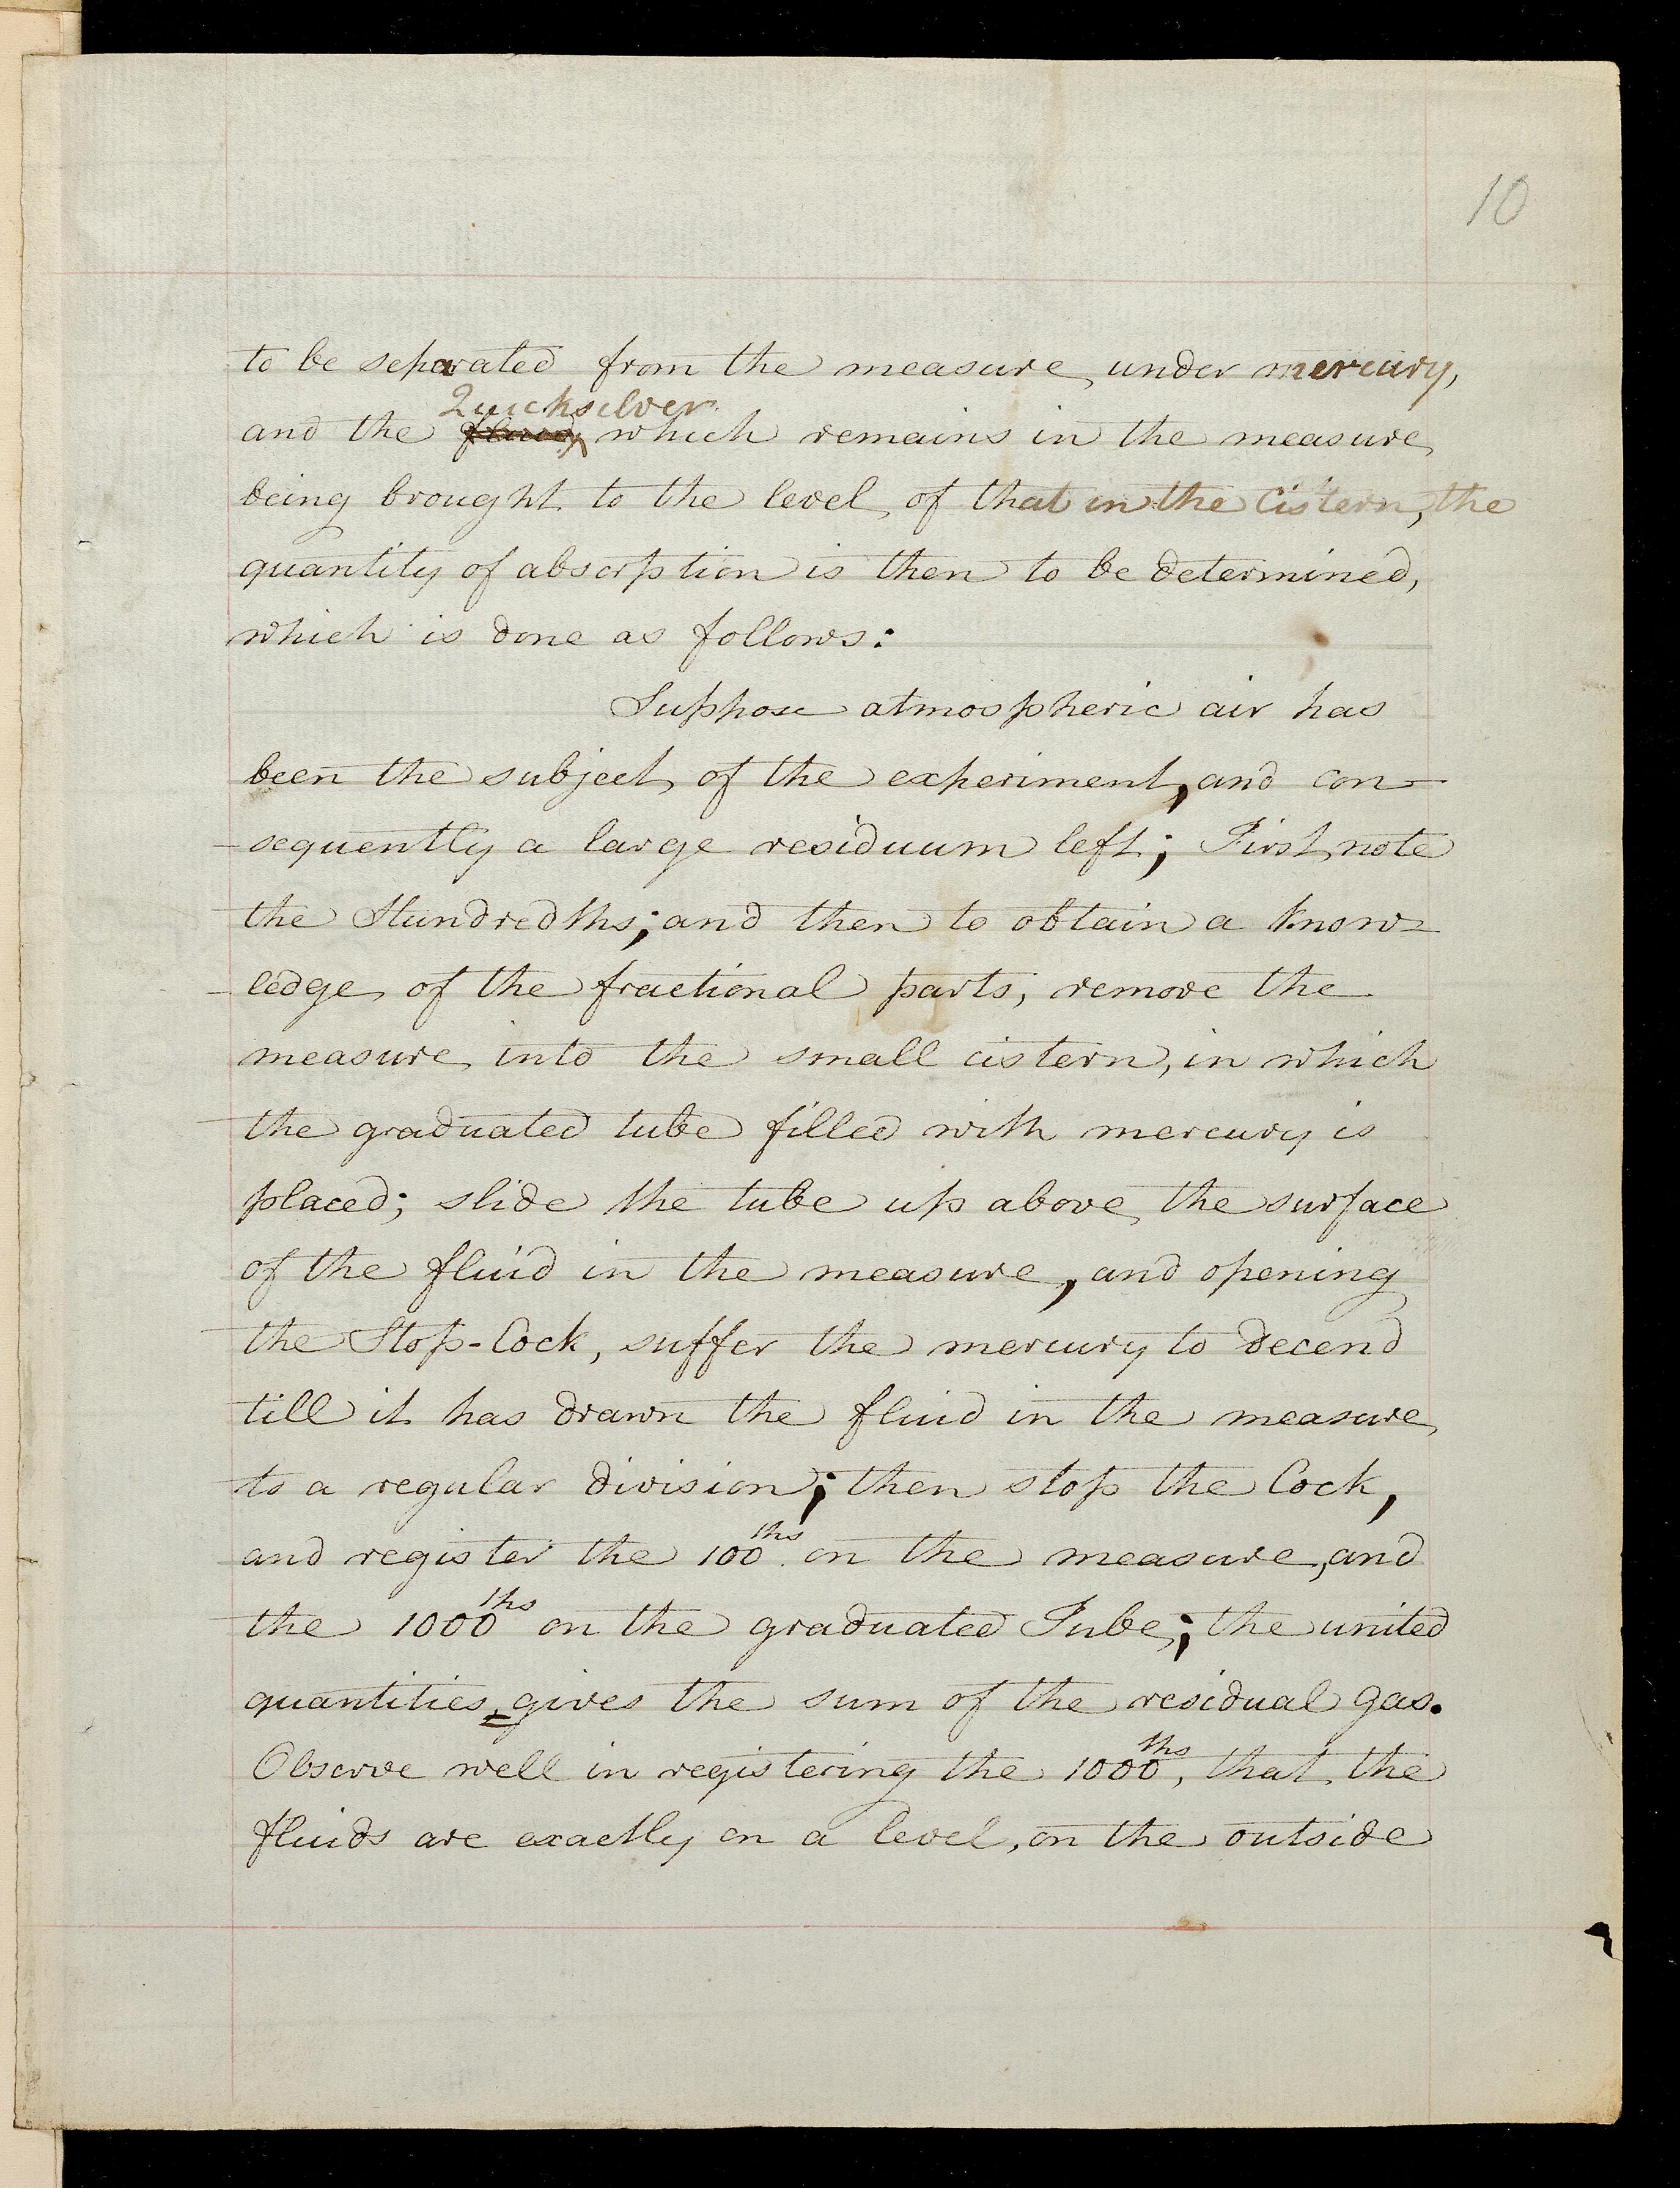 10
to be separated from the measure under mercury,
Quicksilver
and the fluid which remains in the measure
being brought to the level of that in the Cistern, the
quantity of absorption is then to be determined,
which is done as follows:
Suppose atmospheric air has
been the subject of the experiment, and con-
sequently a large residuum left; First note
the Hundredths; and then to obtain a know=
ledge of the fractional parts, remove the
measure into the small cistern, in which
the graduated tube filled with mercury is
placed; slide the tube up above the surface
of the fluid in the measure, and opening
the Stop-Cock, suffer the mercury to decend
till it has drawn the fluid in the measure
to a regular division; then stop the Cock,
and register the 100ths on the measure, and
the 1000ths on the graduated Tube; the united
quantities gives the sum of the residual gas.
Observe well in registering the 1000ths, that the
fluids are exactly on a level, on the outside